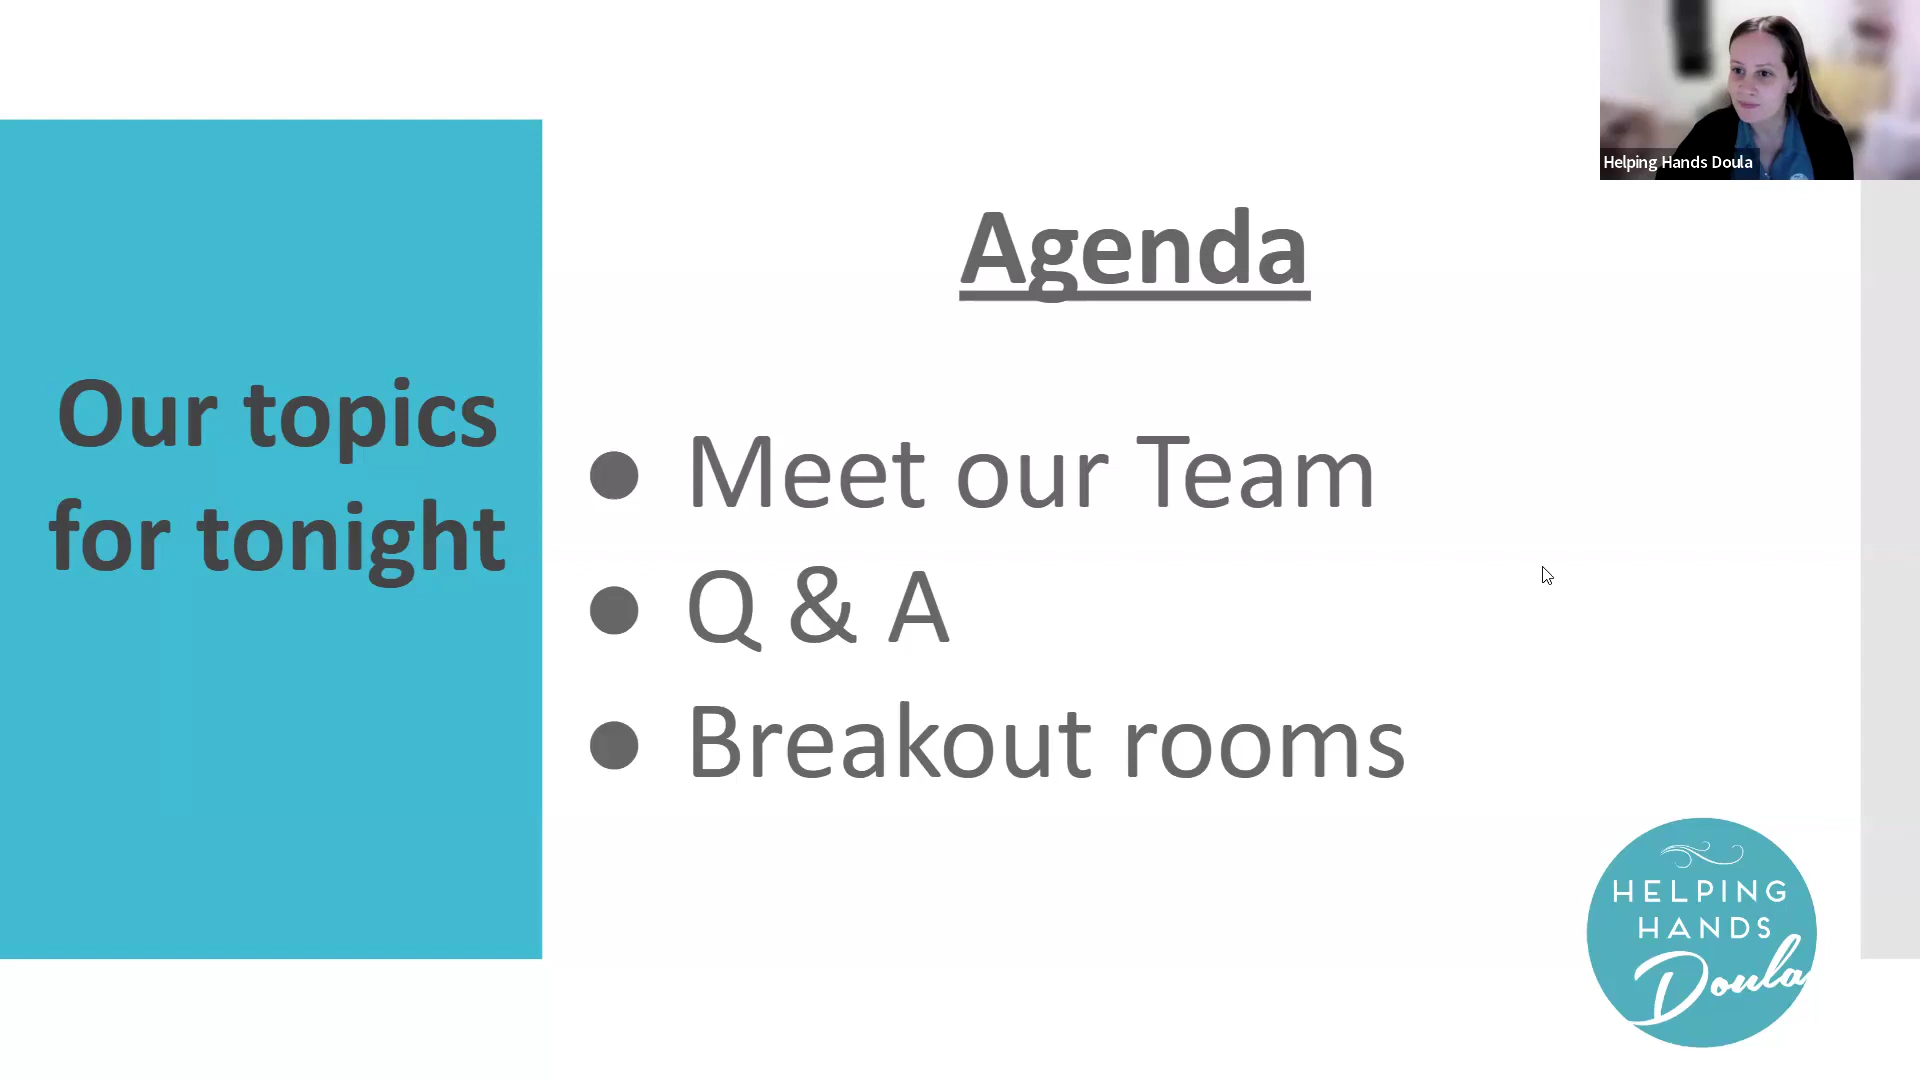 Helping Hands Doula
Agenda
Our topics
for tonight
● Meet our Team
● Q & A
● Breakout rooms
HELPING
HANDS
Doula